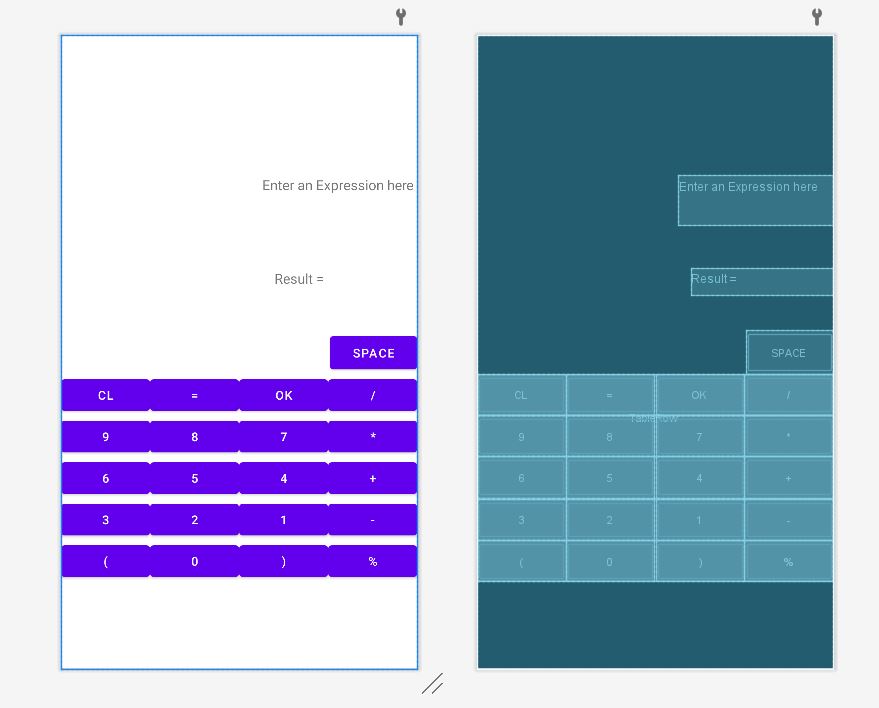 Enter an Expression here
Result =
SPACE
CL = OK /
9 8 7 *
6 5 4 +
3 2 1 -
( 0 ) %
Enter an Expression here
Result =
SPACE
CL = OK /
TableRow
9 8 7 *
6 5 4 +
3 2 1 -
( 0 ) %